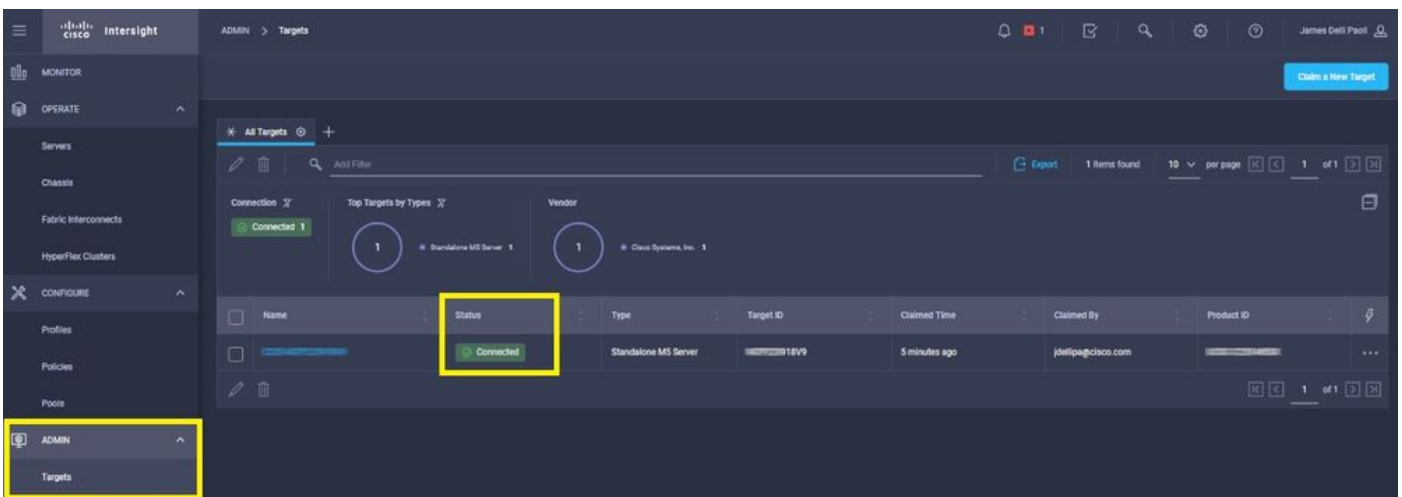 cisco Intersight
ADMIN > Targets
1
James Dell Paoli
MONITOR
Claim a New Target
OPERATE
All Targets
Servers
Add Filter
Export
1 items found
10 per page
1 of 1
Chassis
Connection
Top Targets by Types
Vendor
Fabric Interconnects
Connected 1
1
Standalone M5 Server 1
1
Cisco Systems, Inc. 1
HyperFlex Clusters
CONFIGURE
Name
Status
Type
Target ID
Claimed Time
Claimed By
Product ID
Profiles
Connected
Standalone M5 Server
918V9
5 minutes ago
jdellipa@cisco.com
Policies
Pools
1 of 1
ADMIN
Targets